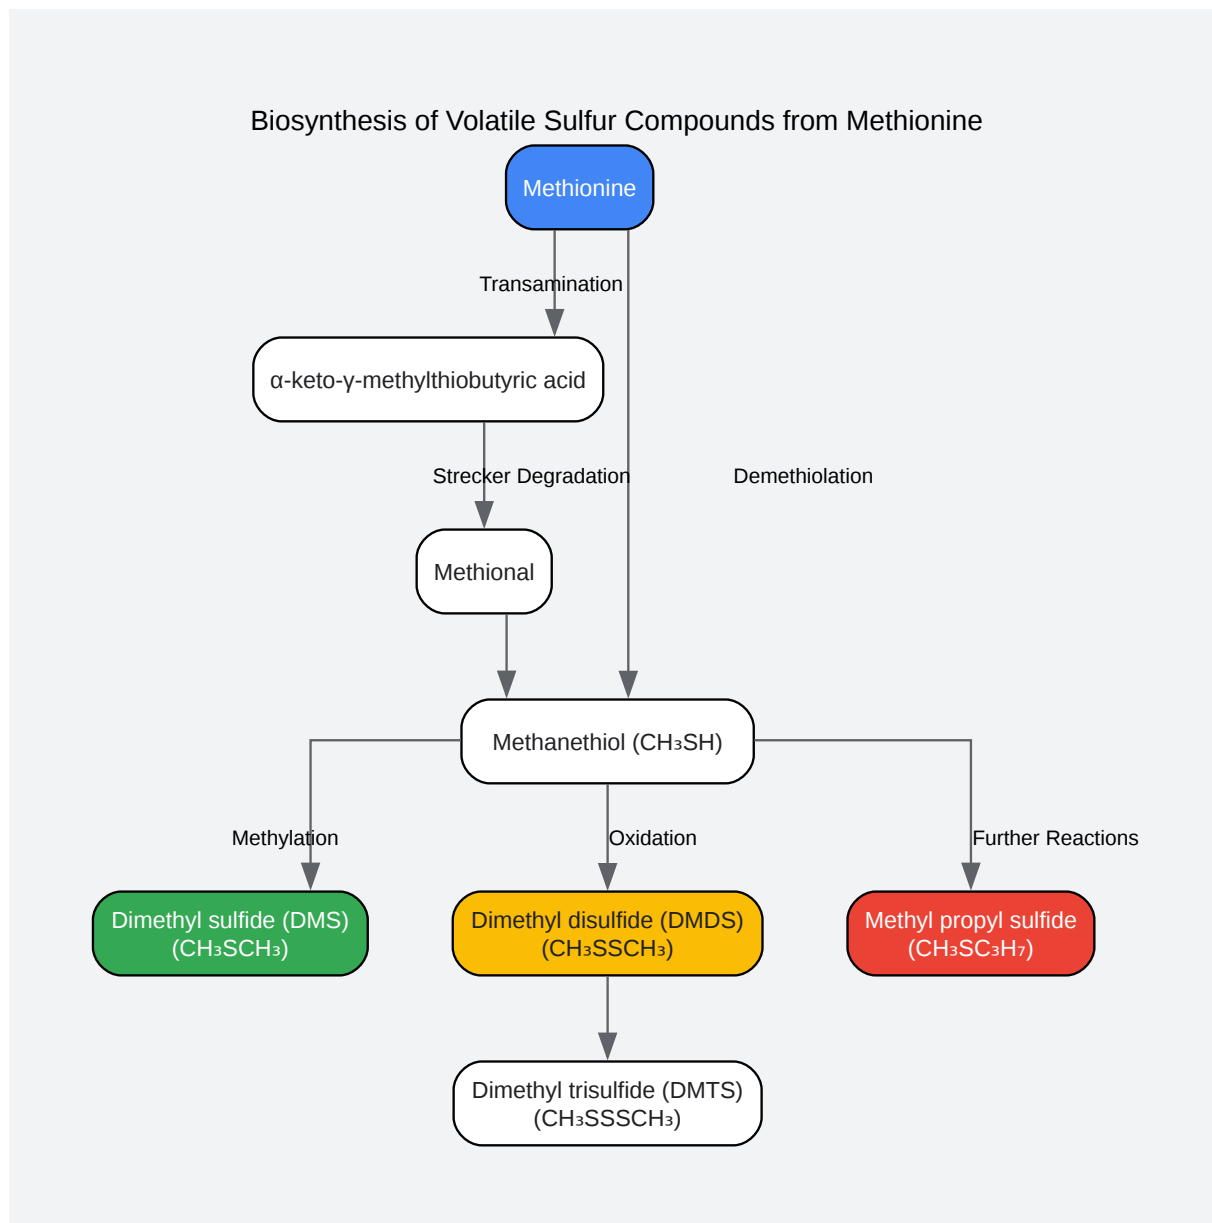 Biosynthesis of Volatile Sulfur Compounds from Methionine
Methionine
Transamination
α-keto-γ-methylthiobutyric acid
Strecker Degradation
Demethiolation
Methional
Methanethiol (CH₃SH)
Methylation
Oxidation
Further Reactions
Dimethyl sulfide (DMS)
(CH₃SCH₃)
Dimethyl disulfide (DMDS)
(CH₃SSCH₃)
Methyl propyl sulfide
(CH₃SC₃H₇)
Dimethyl trisulfide (DMTS)
(CH₃SSSCH₃)